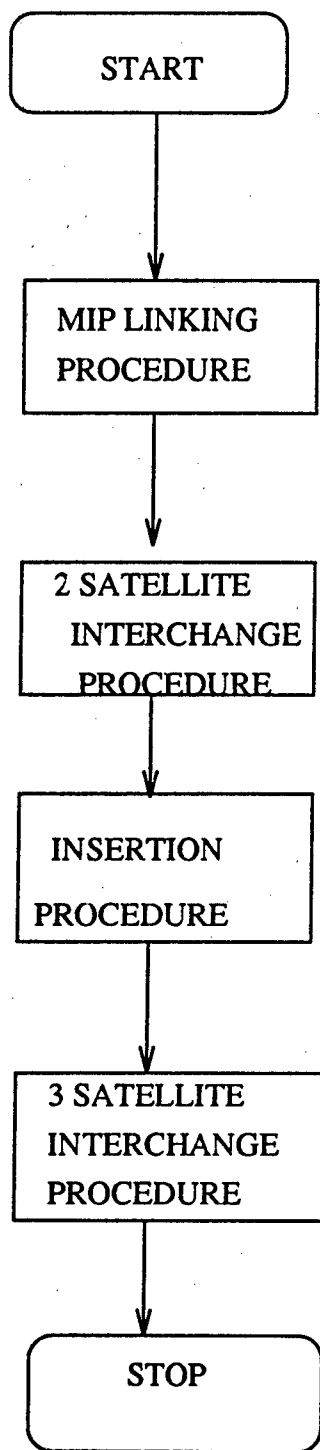 START
MIP LINKING
PROCEDURE
2 SATELLITE
INTERCHANGE
PROCEDURE
INSERTION
PROCEDURE
3 SATELLITE
INTERCHANGE
PROCEDURE
STOP